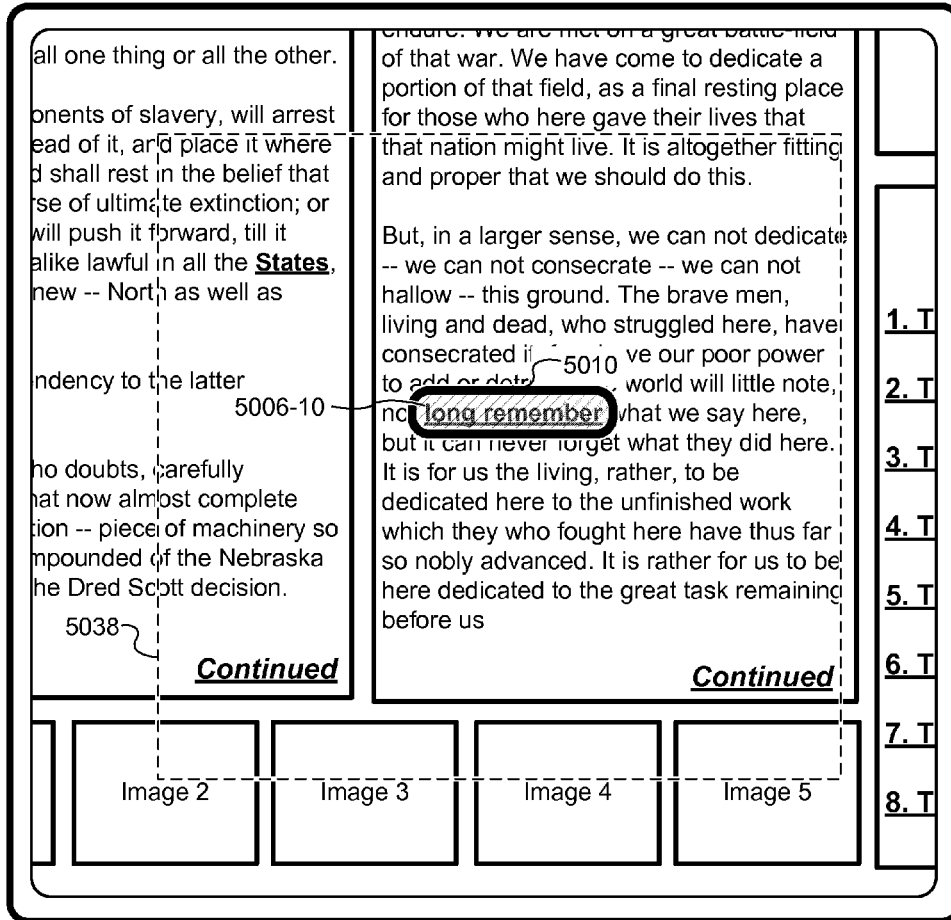 all one thing or all the other.
onents of slavery, will arrest
ead of it, and place it where
d shall rest in the belief that
rse of ultimate extinction; or
will push it forward, till it
alike lawful in all the States,
new -- North as well as
ndency to the latter
ho doubts, carefully
hat now almost complete
tion -- piece of machinery so
mpounded of the Nebraska
he Dred Scott decision.
5038
Continued
endure. We are met on a great battle-field
of that war. We have come to dedicate a
portion of that field, as a final resting place
for those who here gave their lives that
that nation might live. It is altogether fitting
and proper that we should do this.
But, in a larger sense, we can not dedicate
-- we can not consecrate -- we can not
hallow -- this ground. The brave men,
living and dead, who struggled here, have
consecrated it ve our poor power
5010
to add or detr world will little note,
5006-10
no long remember what we say here,
but it can never forget what they did here.
It is for us the living, rather, to be
dedicated here to the unfinished work
which they who fought here have thus far
so nobly advanced. It is rather for us to be
here dedicated to the great task remaining
before us
Continued
1. T
2. T
3. T
4. T
5. T
6. T
7. T
8. T
Image 2
Image 3
Image 4
Image 5